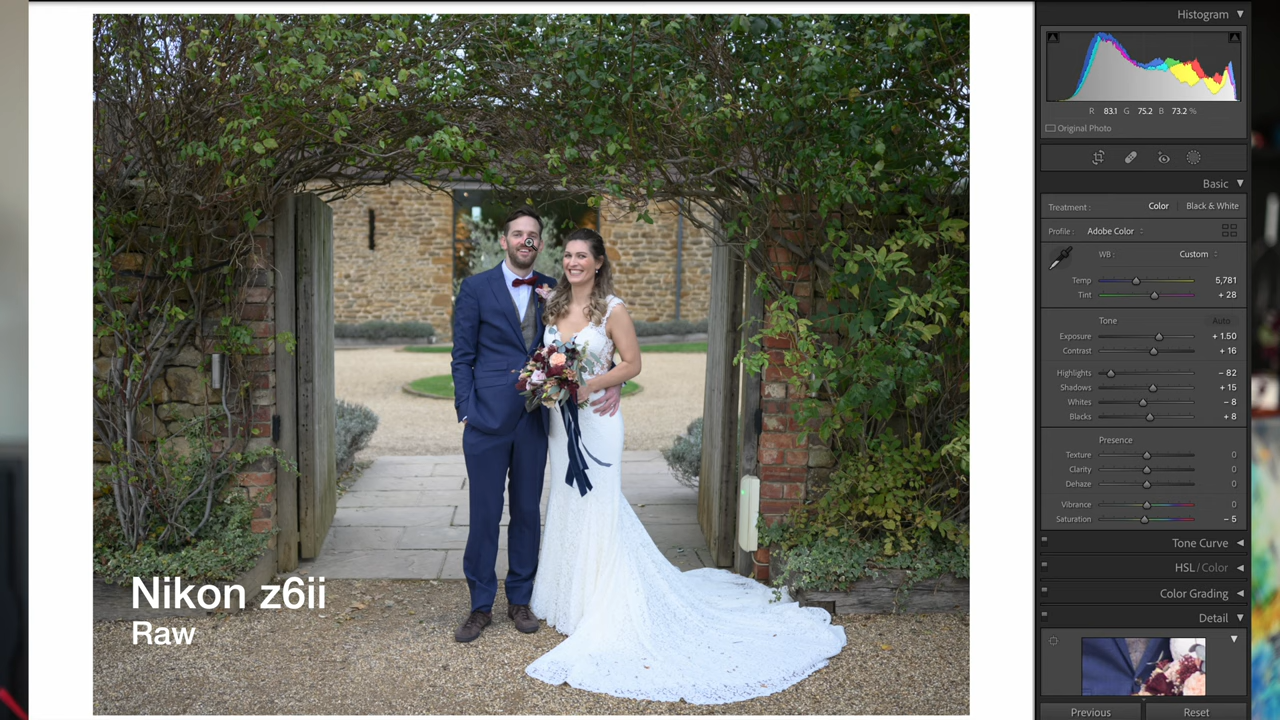 Histogram
R 83.1 G 75.2 B 73.2 %
Original Photo
Basic
Treatment : Color Black & White
Profile : Adobe Color
WB : Custom
Temp 5,781
Tint + 28
Tone Auto
Exposure + 1.50
Contrast + 16
Highlights − 82
Shadows + 15
Whites − 8
Blacks + 8
Presence
Texture 0
Clarity 0
Dehaze 0
Vibrance 0
Saturation − 5
Tone Curve
HSL / Color
Color Grading
Detail
Previous Reset
Nikon z6ii
Raw